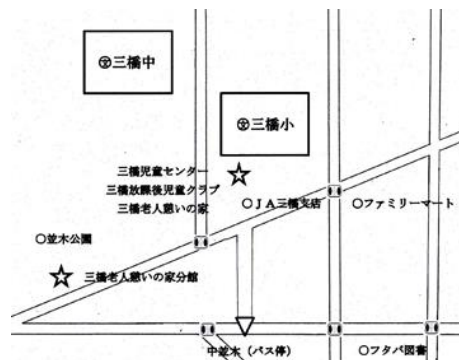 ㊫三橋中
㊫三橋小
三橋児童センター
三橋放課後児童クラブ
三橋老人憩いの家
○JA三橋支店
○ファミリーマート
○並木公園
三橋老人憩いの家分館
中並木（バス停）
○フタバ図書